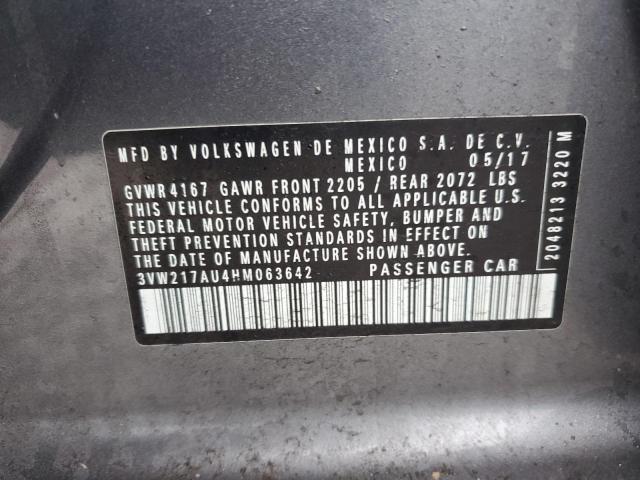 MFD BY VOLKSWAGEN DE MEXICO S.A. DE C.V.
MEXICO 05/17
GVWR 4167 GAWR FRONT 2205 / REAR 2072 LBS
THIS VEHICLE CONFORMS TO ALL APPLICABLE U.S.
FEDERAL MOTOR VEHICLE SAFETY, BUMPER AND
THEFT PREVENTION STANDARDS IN EFFECT ON
THE DATE OF MANUFACTURE SHOWN ABOVE.
3VW217AU4HM063642 PASSENGER CAR
2048213 3220 M